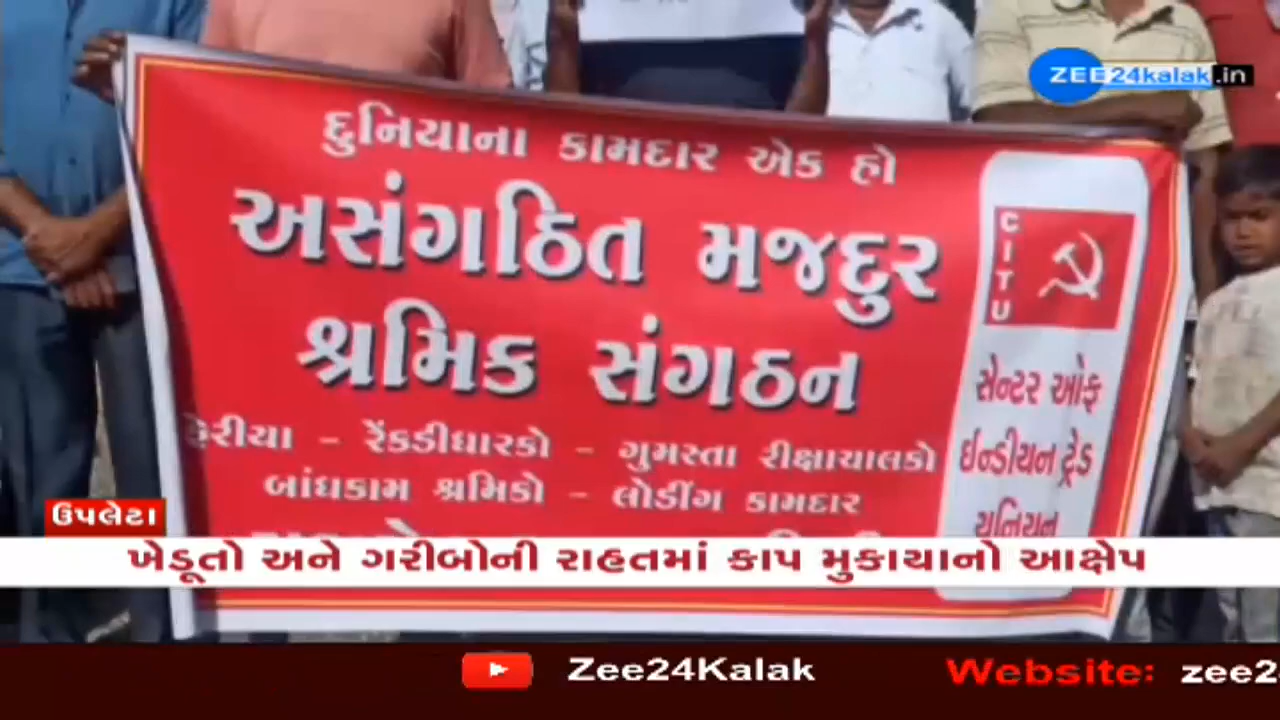 ZEE24kalak.in
દુનિયાના કામદાર એક હો
અસંગઠિત મજદુર
શ્રમિક સંગઠન
ફેરીયા - રેંકડીધારકો - ગુમસ્તા રીક્ષાચાલકો
બાંધકામ શ્રમિકો - લોડીંગ કામદાર
CITU
સેન્ટર ઓફ
ઈન્ડીયન ટ્રેડ
યુનિયન
ઉપલેટા
ખેડૂતો અને ગરીબોની રાહતમાં કાપ મુકાયાનો આક્ષેપ
Zee24Kalak
Website: zee2